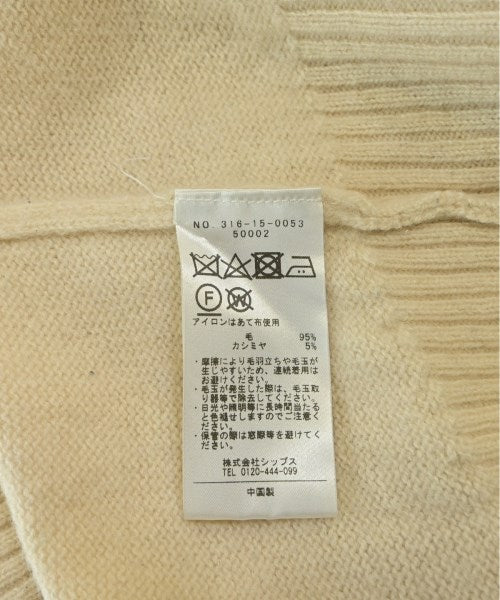 NO. 316-15-0053
50002
F W
アイロンはあて布使用
毛 95%
カシミヤ 5%
・摩擦により毛羽立ちや毛玉が
生じやすいため、連続着用は
お避けください。
・毛玉が発生した際は、毛玉取
り器等で除去してください。
・日光や照明等に長時間当たる
と色褪せしますのでご注意く
ださい。
・保管の際は窓際等を避けてく
ださい。
株式会社シップス
TEL 0120-444-099
中国製